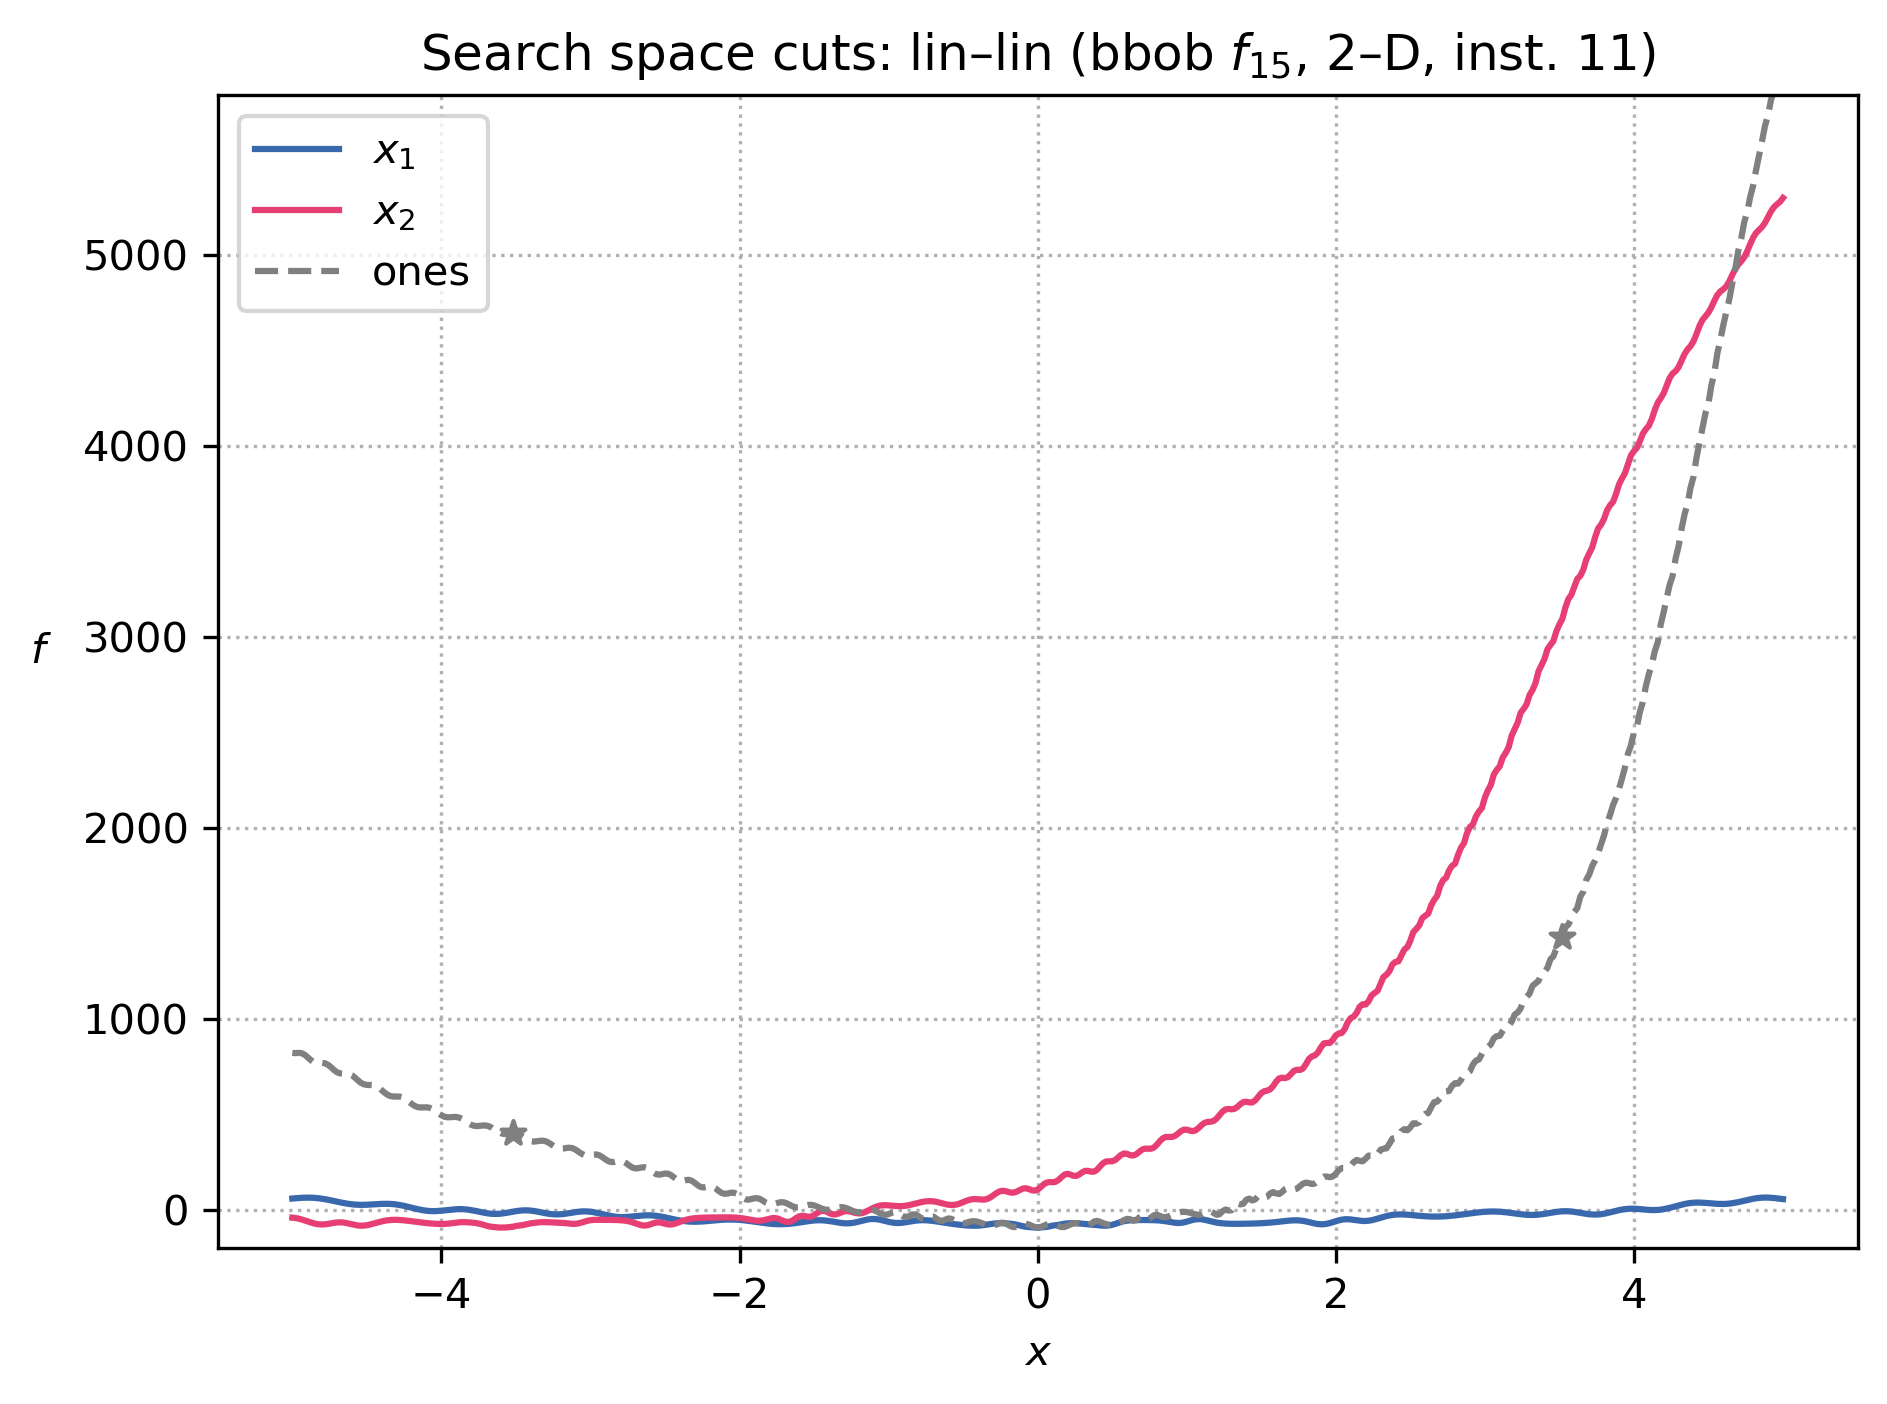 Search space cuts: lin–lin (bbob f₁₅, 2–D, inst. 11)
x₁
x₂
ones
5000
4000
3000
2000
1000
0
f
−4 −2 0 2 4
x